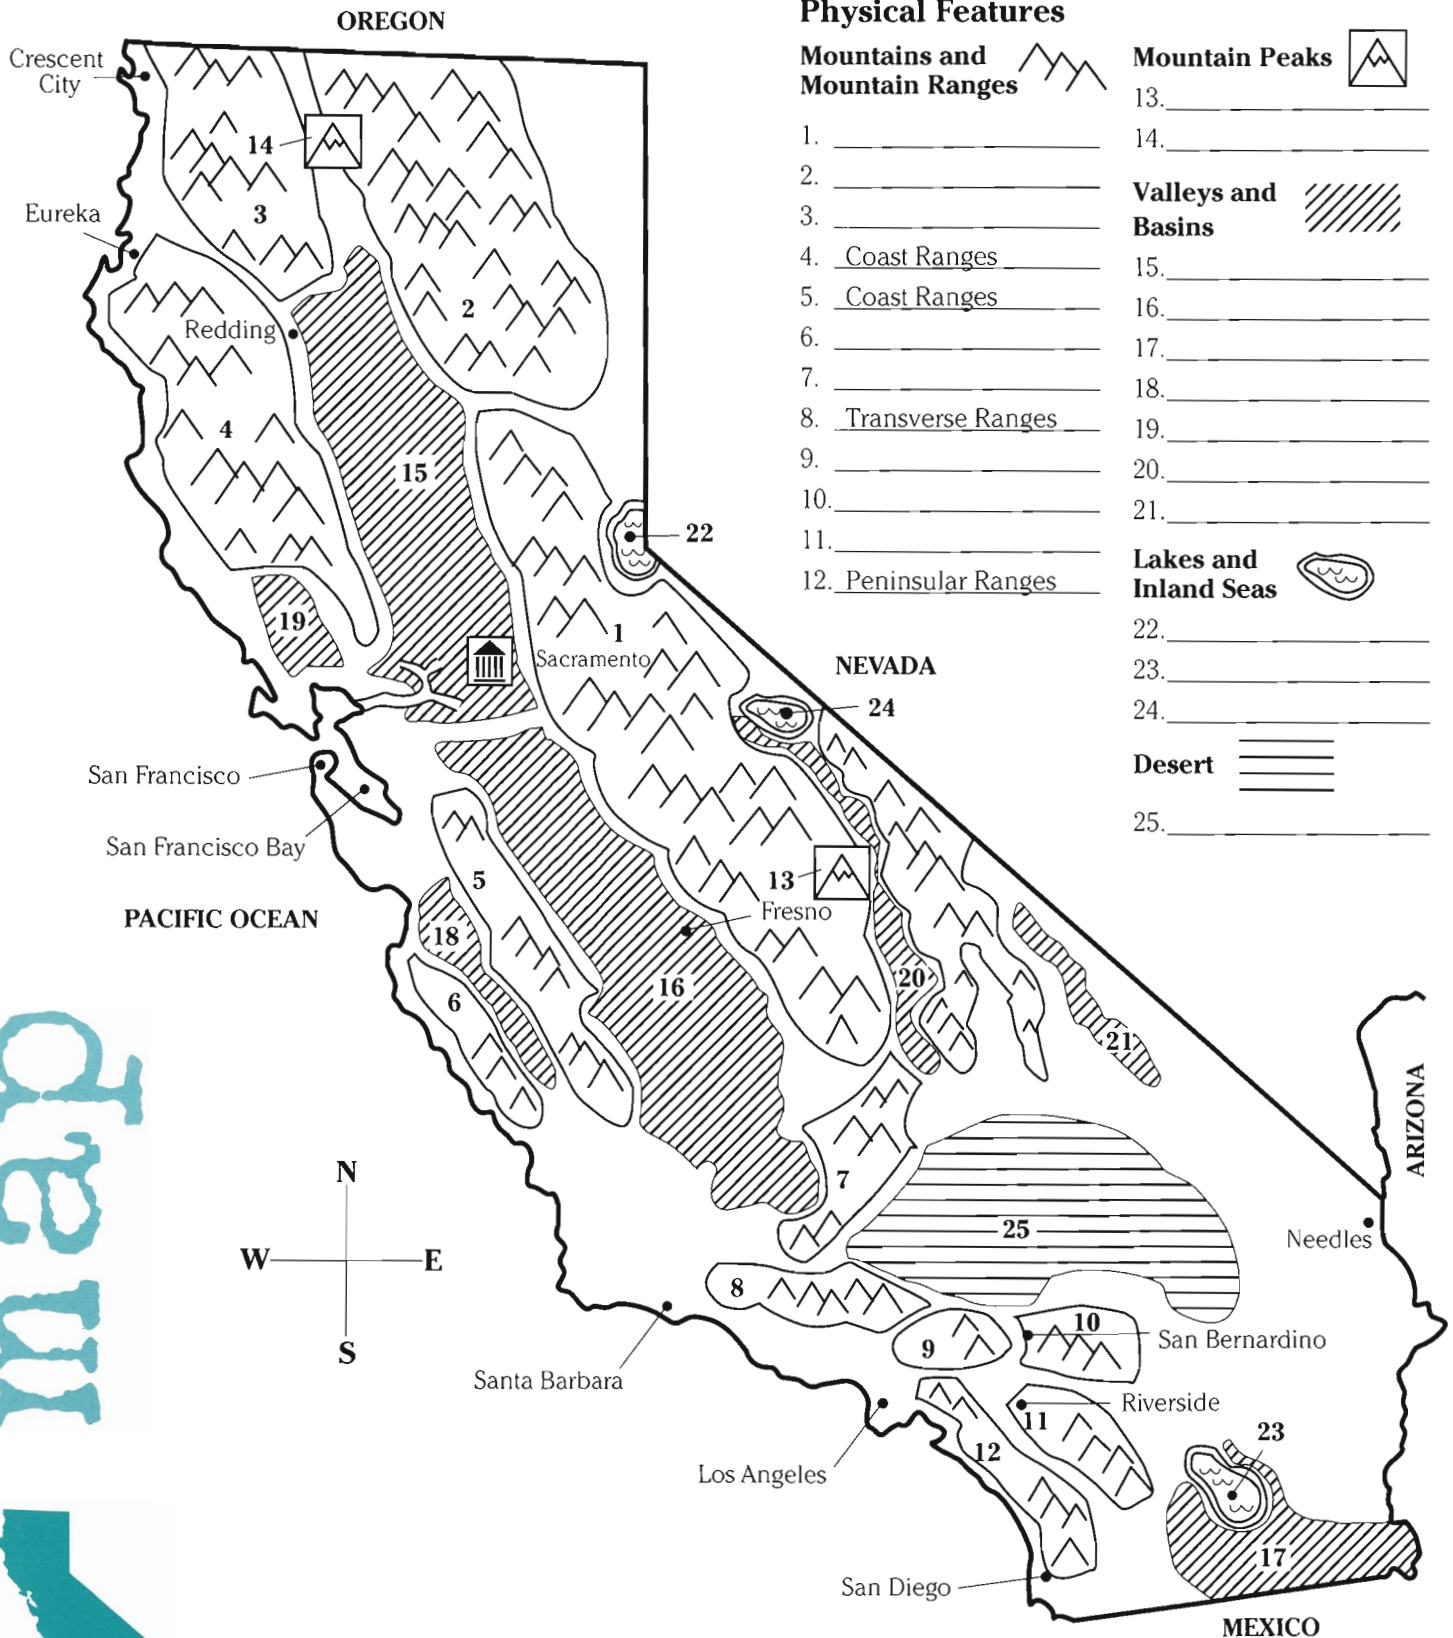 OREGON
Crescent
City
14
3
Eureka
2
Redding
4
15
22
19
1
Sacramento
NEVADA
24
San Francisco
San Francisco Bay
5
13
Fresno
PACIFIC OCEAN
18
16
20
6
21
ARIZONA
7
N
W
E
S
25
Needles
8
10
San Bernardino
9
Santa Barbara
Riverside
11
12
23
Los Angeles
17
San Diego
MEXICO
Physical Features
Mountains and
Mountain Ranges
1.
2.
3.
4. Coast Ranges
5. Coast Ranges
6.
7.
8. Transverse Ranges
9.
10.
11.
12. Peninsular Ranges
Mountain Peaks
13.
14.
Valleys and
Basins
15.
16.
17.
18.
19.
20.
21.
Lakes and
Inland Seas
22.
23.
24.
Desert
25.